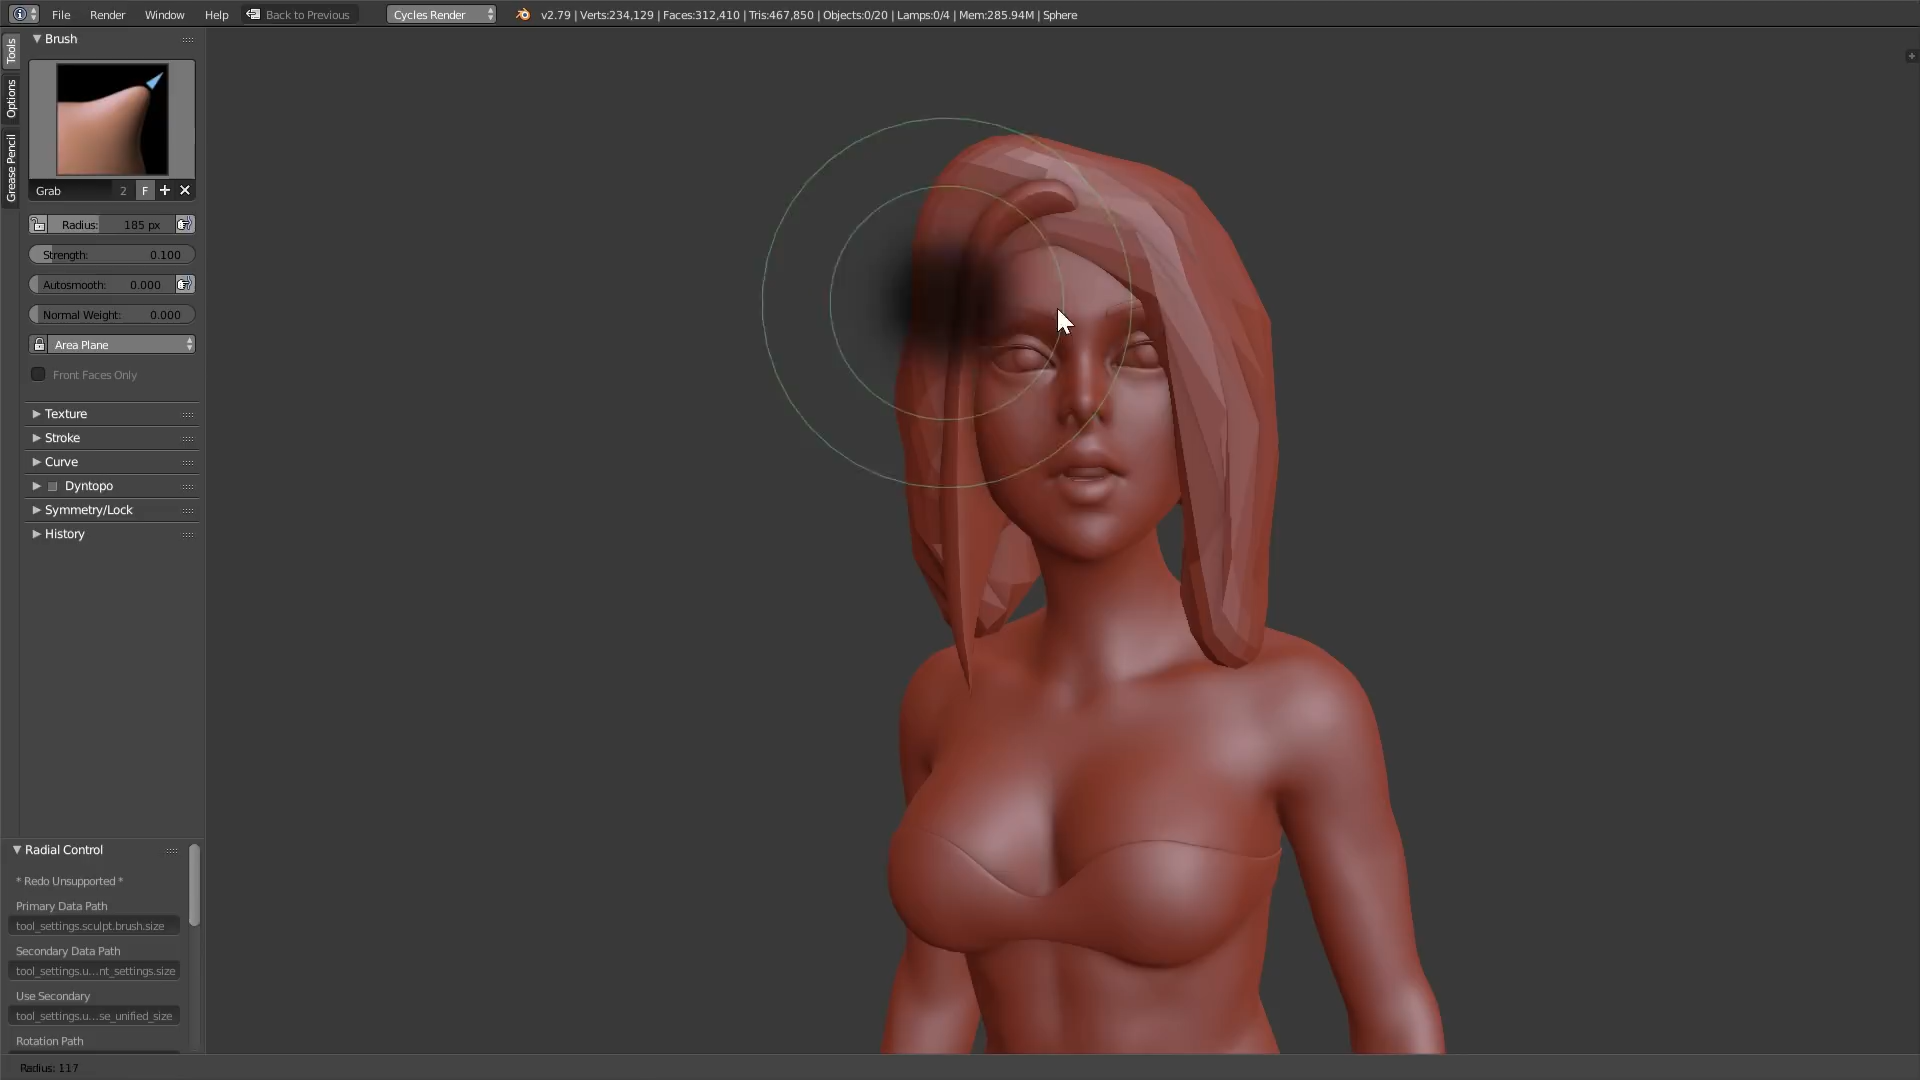 File Render Window Help Back to Previous Cycles Render v2.79 | Verts:234,129 | Faces:312,410 | Tris:467,850 | Objects:0/20 | Lamps:0/4 | Mem:285.94M | Sphere
Tools
Options
Grease Pencil
Brush
Grab 2 F
Radius: 185 px
Strength: 0.100
Autosmooth: 0.000
Normal Weight: 0.000
Area Plane
Front Faces Only
Texture
Stroke
Curve
Dyntopo
Symmetry/Lock
History
Radial Control
* Redo Unsupported *
Primary Data Path
tool_settings.sculpt.brush.size
Secondary Data Path
tool_settings.u...nt_settings.size
Use Secondary
tool_settings.u...se_unified_size
Rotation Path
Radius: 117